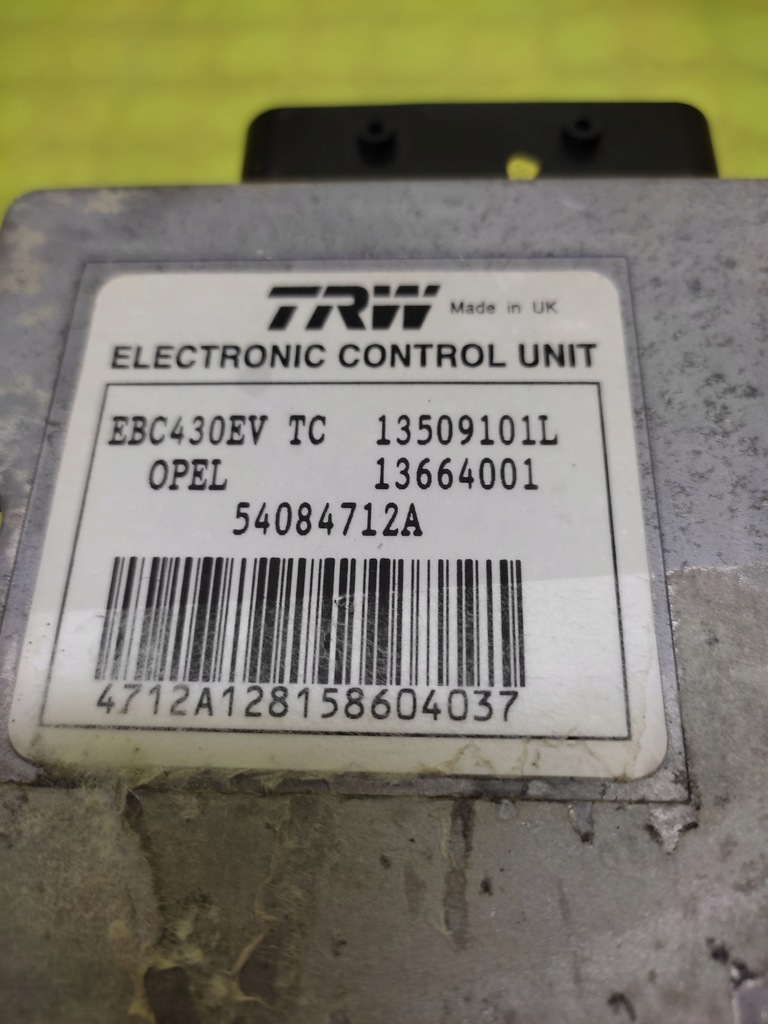 TRW Made in UK
ELECTRONIC CONTROL UNIT
EBC430EV TC 13509101L
OPEL 13664001
54084712A
4712A128158604037